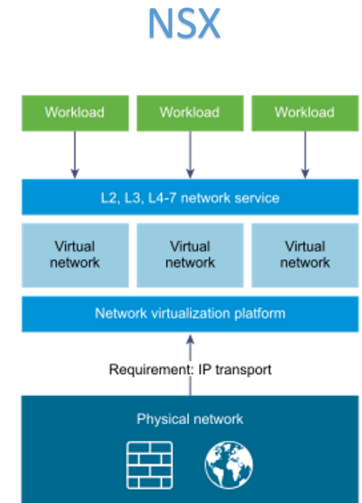 NSX
Workload Workload Workload
L2, L3, L4-7 network service
Virtual network
Virtual network
Virtual network
Network virtualization platform
Requirement: IP transport
Physical network